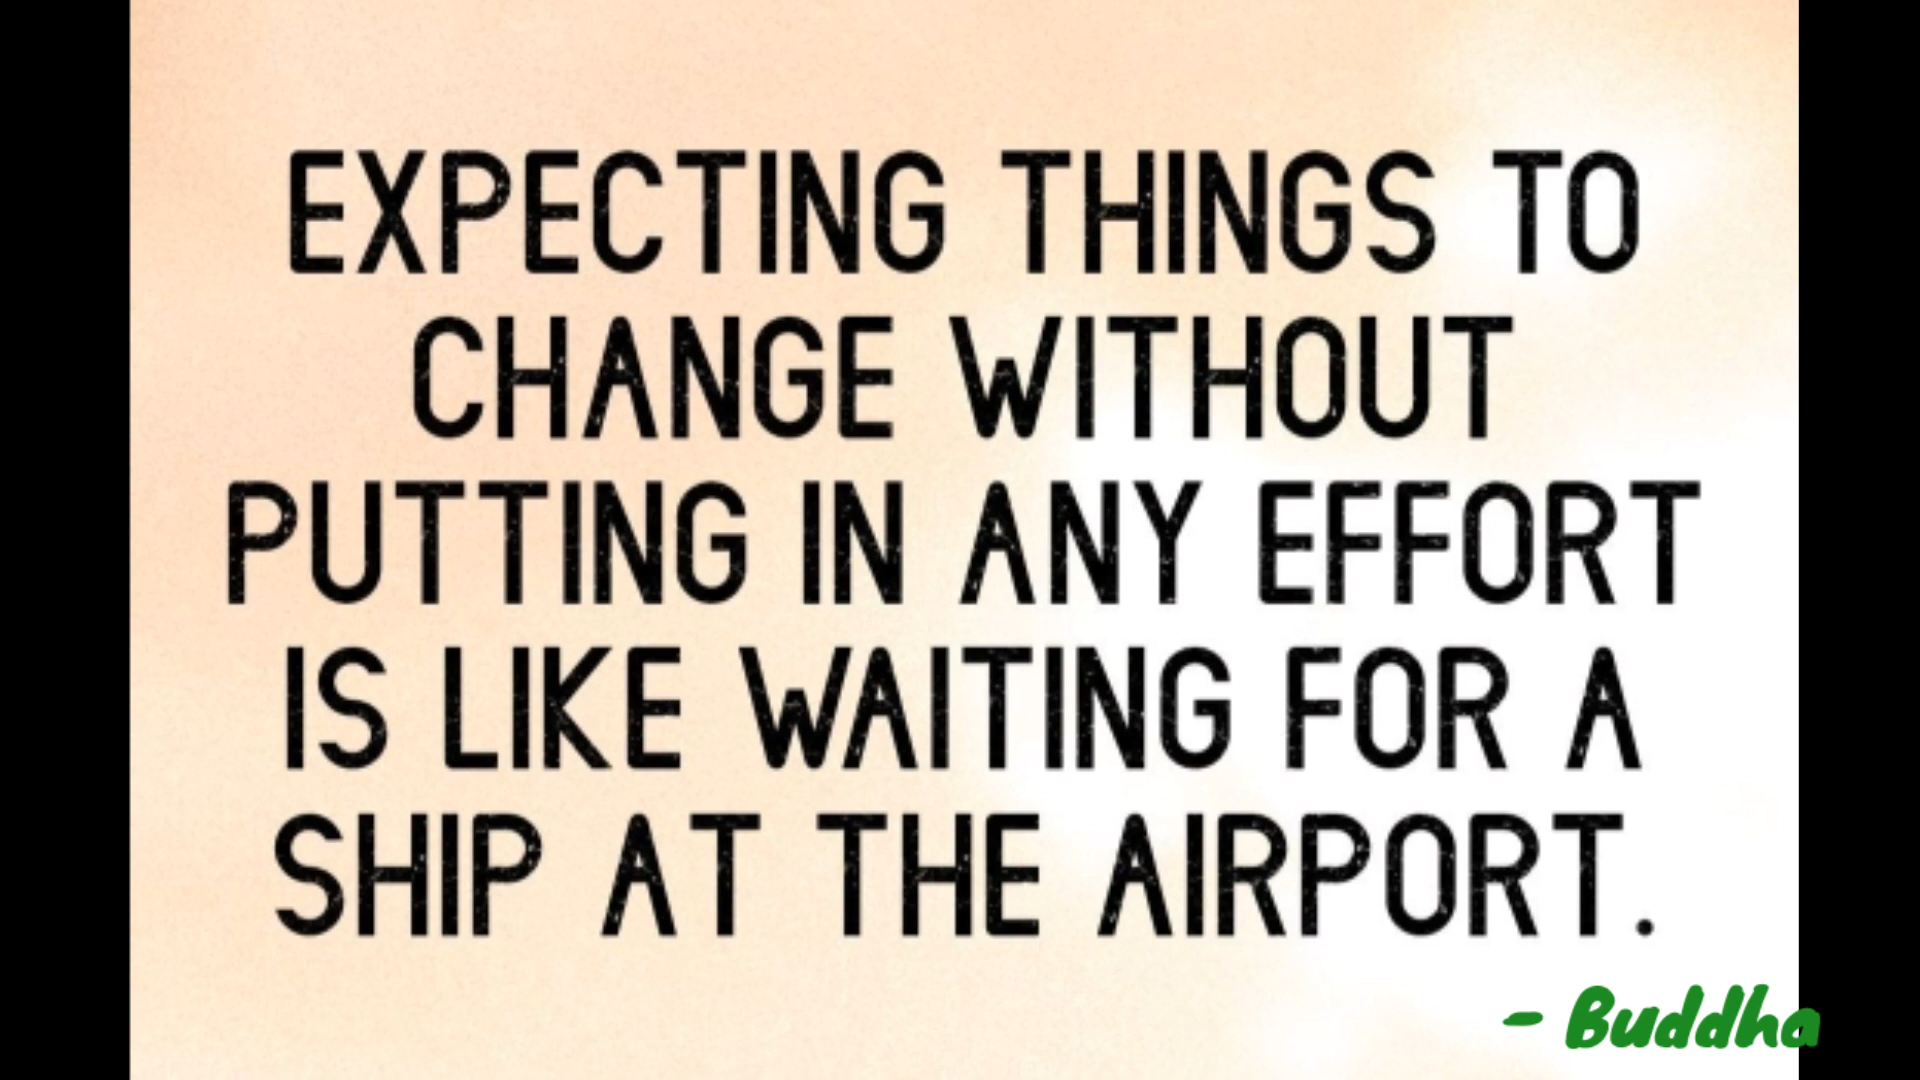 EXPECTING THINGS TO
CHANGE WITHOUT
PUTTING IN ANY EFFORT
IS LIKE WAITING FOR A
SHIP AT THE AIRPORT.
- Buddha